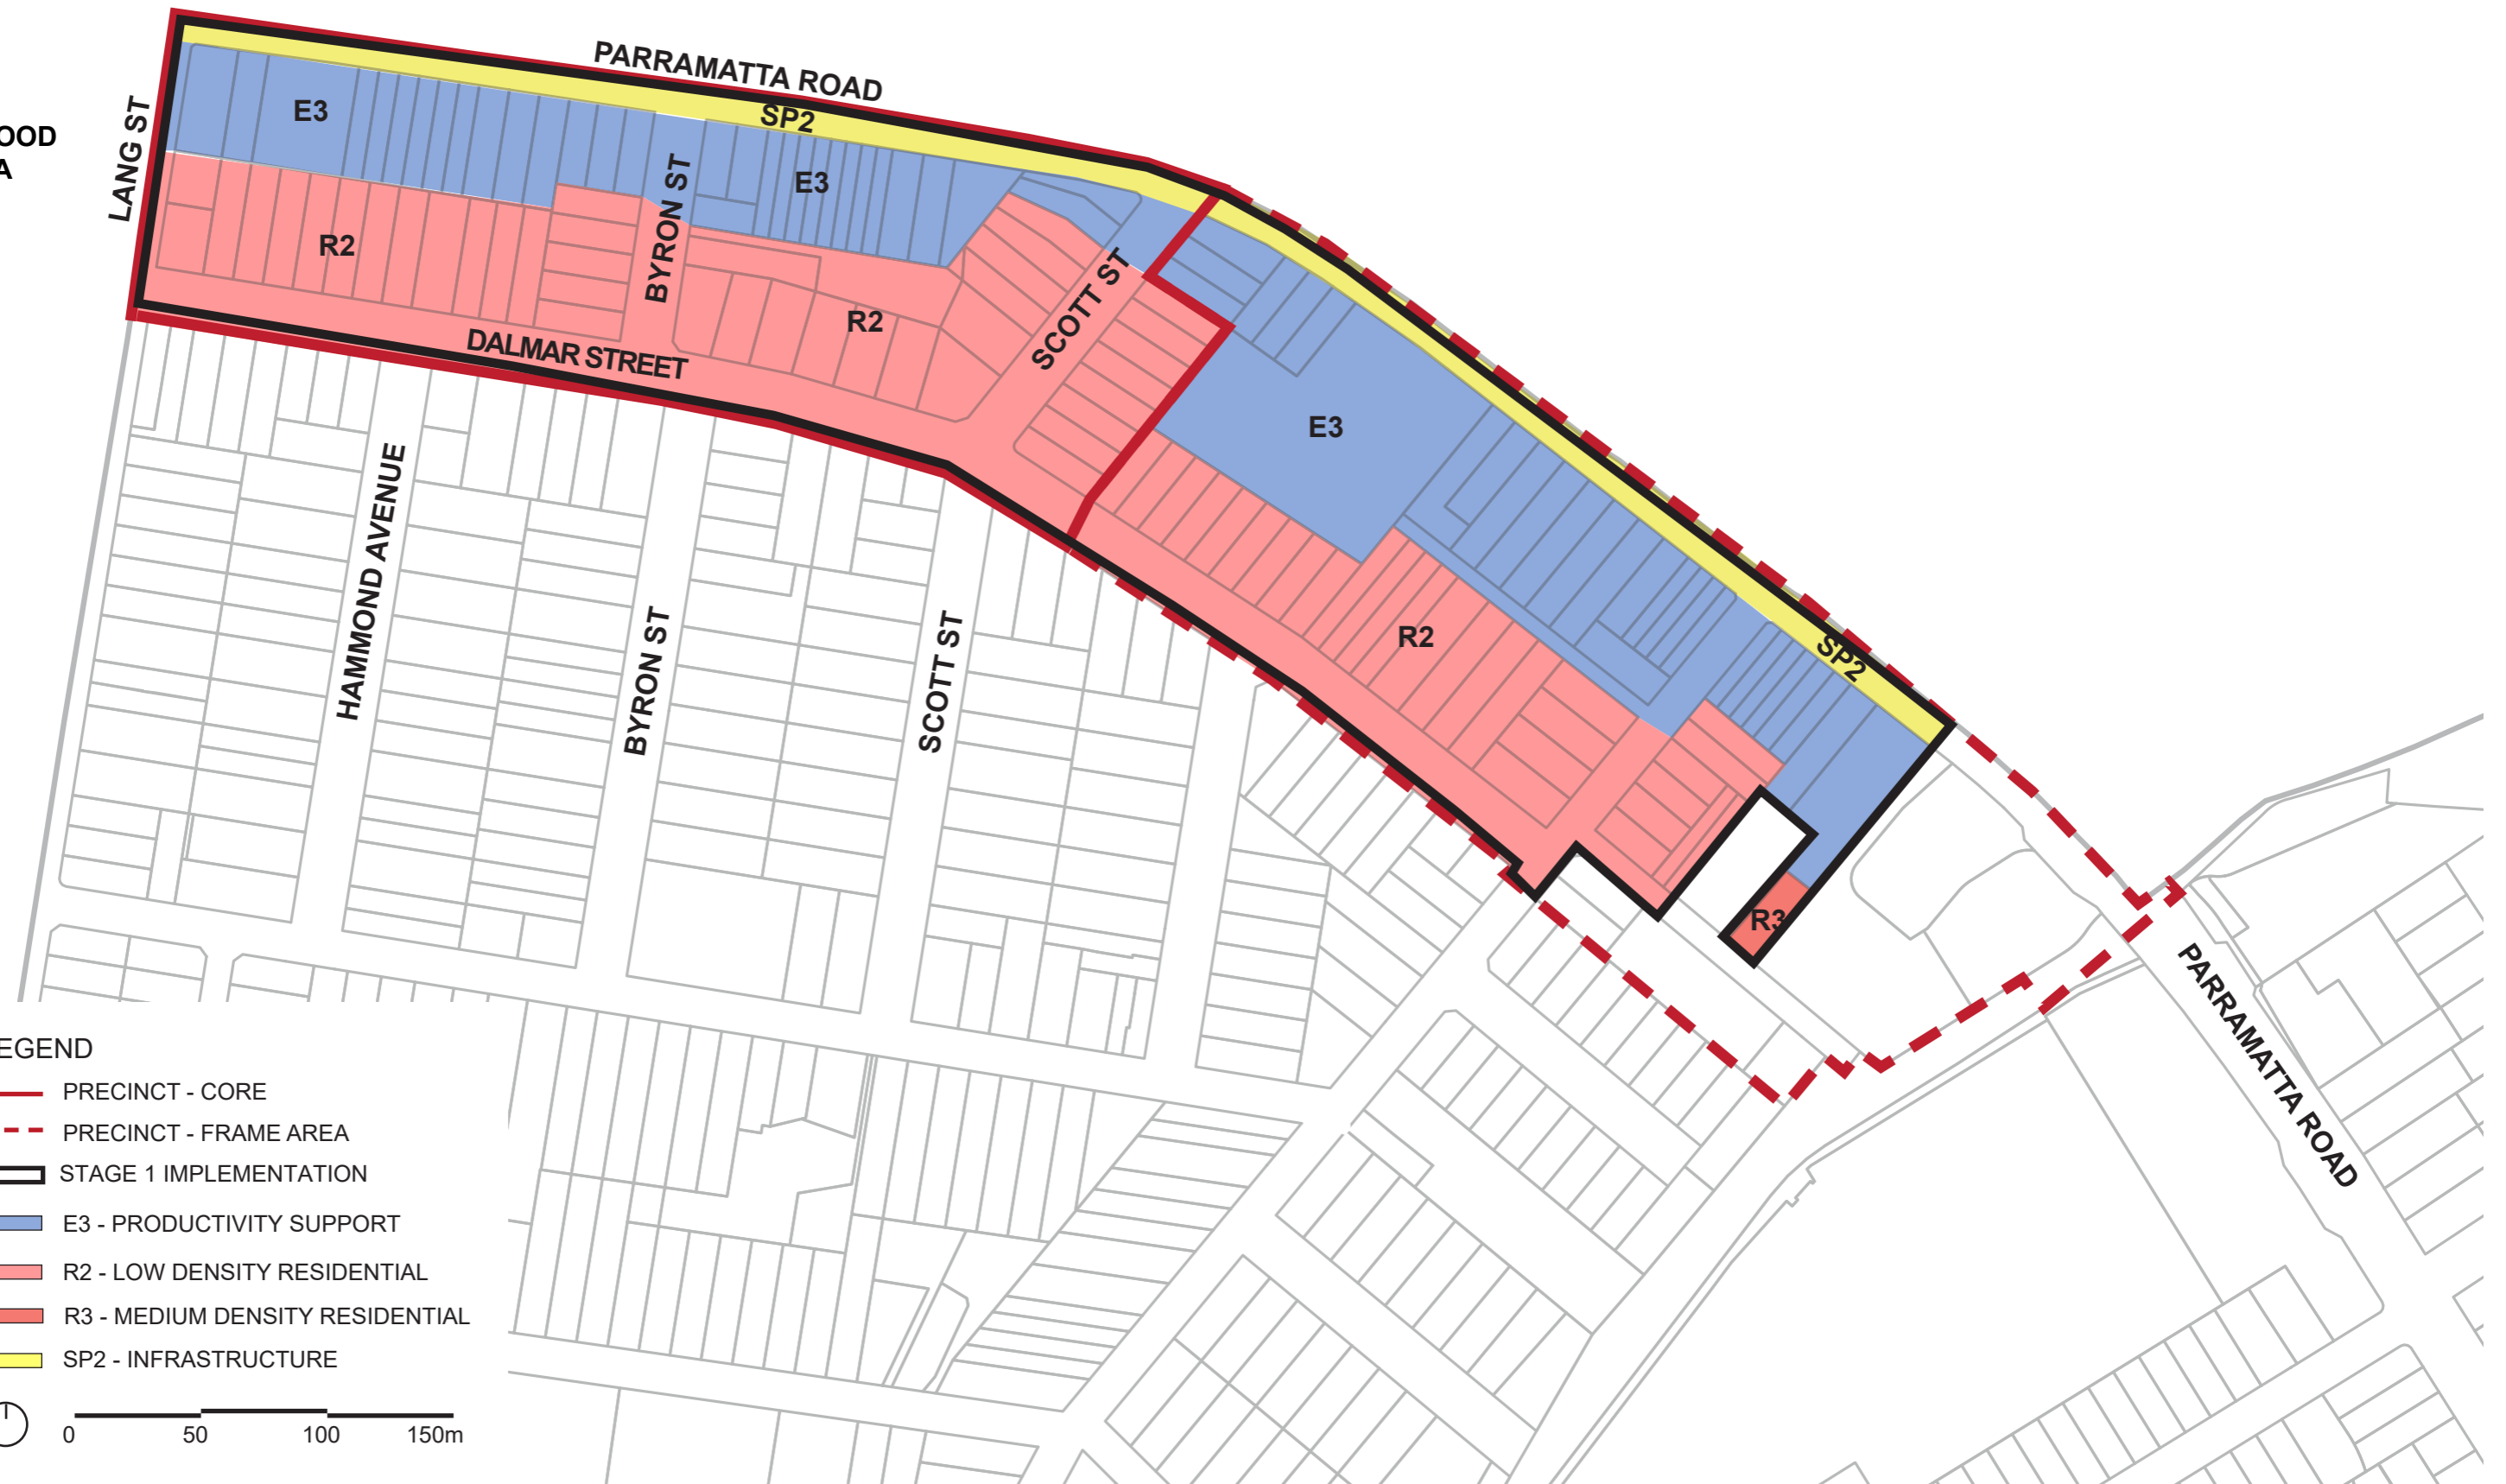 PARRAMATTA ROAD
SP2
E3
LANG ST
OOD
A
BYRON ST
E3
R2
SCOTT ST
R2
DALMAR STREET
E3
HAMMOND AVENUE
BYRON ST
SCOTT ST
R2
SP2
R3
PARRAMATTA ROAD
EGEND
PRECINCT - CORE
PRECINCT - FRAME AREA
STAGE 1 IMPLEMENTATION
E3 - PRODUCTIVITY SUPPORT
R2 - LOW DENSITY RESIDENTIAL
R3 - MEDIUM DENSITY RESIDENTIAL
SP2 - INFRASTRUCTURE
0 50 100 150m